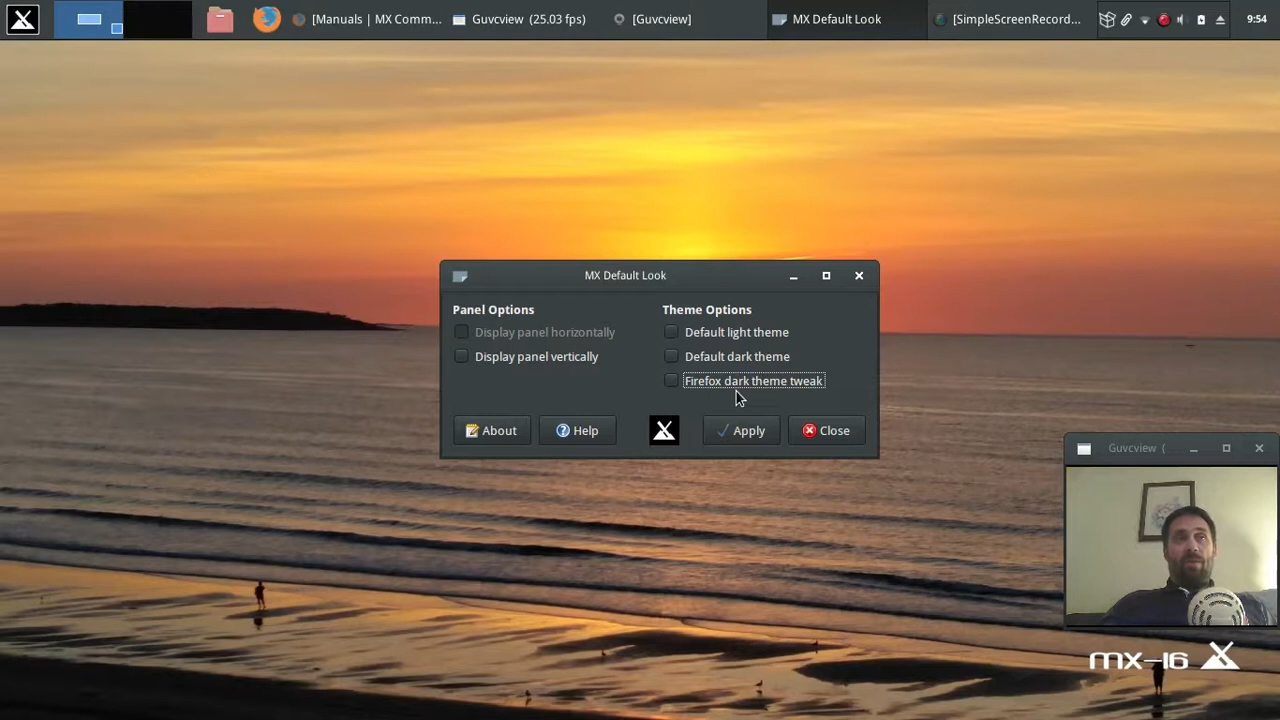 [Manuals | MX Comm...
Guvcview (25.03 fps)
[Guvcview]
MX Default Look
[SimpleScreenRecord...
9:54
MX Default Look
Panel Options
Display panel horizontally
Display panel vertically
Theme Options
Default light theme
Default dark theme
Firefox dark theme tweak
About
Help
Apply
Close
Guvcview (
mx-16